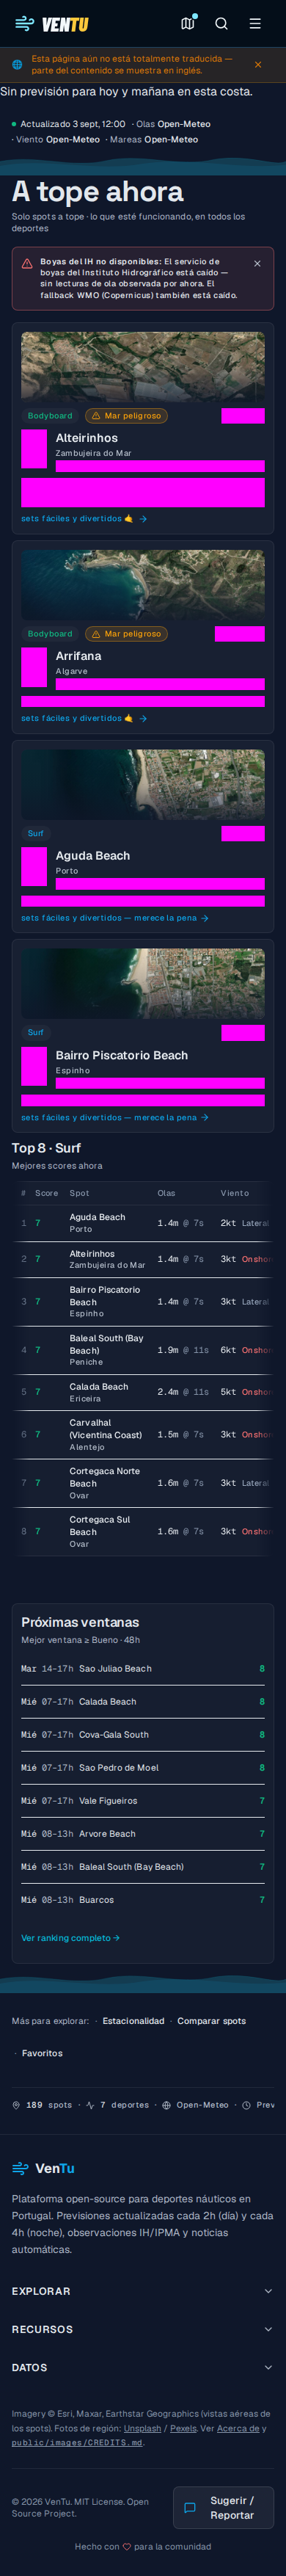 VENTU
Esta página aún no está totalmente traducida —
parte del contenido se muestra en inglés.
Sin previsión para hoy y mañana en esta costa.
Actualizado 3 sept, 12:00 · Olas Open-Meteo
· Viento Open-Meteo · Mareas Open-Meteo
A tope ahora
Solo spots a tope · lo que esté funcionando, en todos los
deportes
Boyas del IH no disponibles: El servicio de
boyas del Instituto Hidrográfico está caído —
sin lecturas de ola observada por ahora. El
fallback WMO (Copernicus) también está caído.
Bodyboard Mar peligroso
Alteirinhos
Zambujeira do Mar
sets fáciles y divertidos 🤙 →
Bodyboard Mar peligroso
Arrifana
Algarve
sets fáciles y divertidos 🤙 →
Surf
Aguda Beach
Porto
sets fáciles y divertidos — merece la pena →
Surf
Bairro Piscatorio Beach
Espinho
sets fáciles y divertidos — merece la pena →
Top 8 · Surf
Mejores scores ahora
# Score Spot Olas Viento
1 7 Aguda Beach 1.4m @ 7s 2kt Lateral
Porto
2 7 Alteirinhos 1.4m @ 7s 3kt Onshor
Zambujeira do Mar
3 7 Bairro Piscatorio
Beach 1.4m @ 7s 3kt Lateral
Espinho
4 7 Baleal South (Bay
Beach) 1.9m @ 11s 6kt Onshor
Peniche
5 7 Calada Beach 2.4m @ 11s 5kt Onshor
Ericeira
6 7 Carvalhal
(Vicentina Coast) 1.5m @ 7s 3kt Onshor
Alentejo
7 7 Cortegaca Norte
Beach 1.6m @ 7s 3kt Lateral
Ovar
8 7 Cortegaca Sul
Beach 1.6m @ 7s 3kt Onshor
Ovar
Próximas ventanas
Mejor ventana ≥ Bueno · 48h
Mar 14–17h Sao Juliao Beach 8
Mié 07–17h Calada Beach 8
Mié 07–17h Cova-Gala South 8
Mié 07–17h Sao Pedro de Moel 8
Mié 07–17h Vale Figueiros 7
Mié 08–13h Arvore Beach 7
Mié 08–13h Baleal South (Bay Beach) 7
Mié 08–13h Buarcos 7
Ver ranking completo →
Más para explorar: · Estacionalidad · Comparar spots
· Favoritos
189 spots · 7 deportes · Open-Meteo · Prev
VenTu
Plataforma open-source para deportes náuticos en
Portugal. Previsiones actualizadas cada 2h (día) y cada
4h (noche), observaciones IH/IPMA y noticias
automáticas.
EXPLORAR
RECURSOS
DATOS
Imagery © Esri, Maxar, Earthstar Geographics (vistas aéreas de
los spots). Fotos de región: Unsplash / Pexels. Ver Acerca de y
public/images/CREDITS.md.
© 2026 VenTu. MIT License. Open
Source Project.
Sugerir /
Reportar
Hecho con ♡ para la comunidad